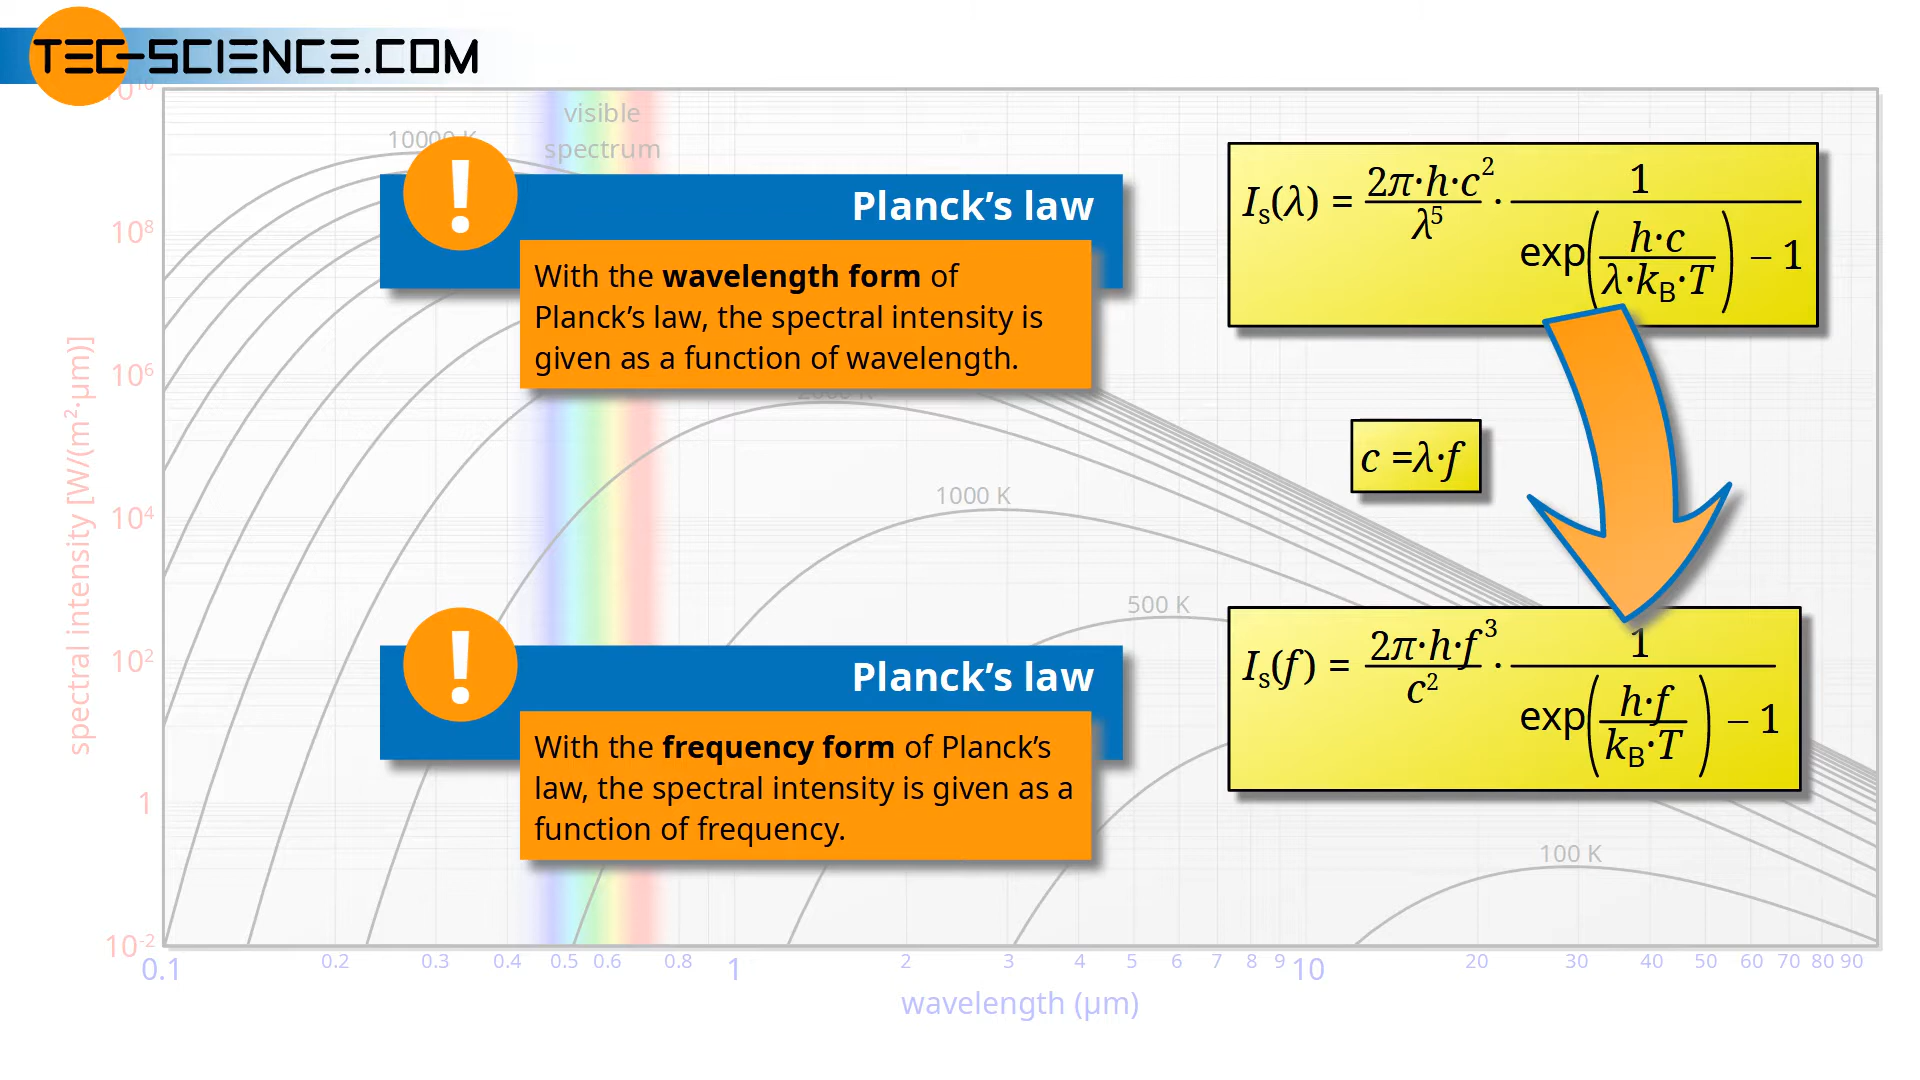 TEC-SCIENCE.COM
visible
spectrum
Planck’s law
With the wavelength form of
Planck’s law, the spectral intensity is
given as a function of wavelength.
I_s(λ) = 2π·h·c²/λ⁵ · 1/(exp(h·c/(λ·k_B·T)) – 1)
c =λ·f
I_s(f) = 2π·h·f³/c² · 1/(exp(h·f/(k_B·T)) – 1)
Planck’s law
With the frequency form of Planck’s
law, the spectral intensity is given as a
function of frequency.
10000 K
2000 K
1000 K
500 K
100 K
spectral intensity [W/(m²·µm)]
10¹⁰
10⁸
10⁶
10⁴
10²
1
10⁻²
0.1 0.2 0.3 0.4 0.5 0.6 0.8 1 2 3 4 5 6 7 8 9 10 20 30 40 50 60 70 80 90
wavelength (µm)